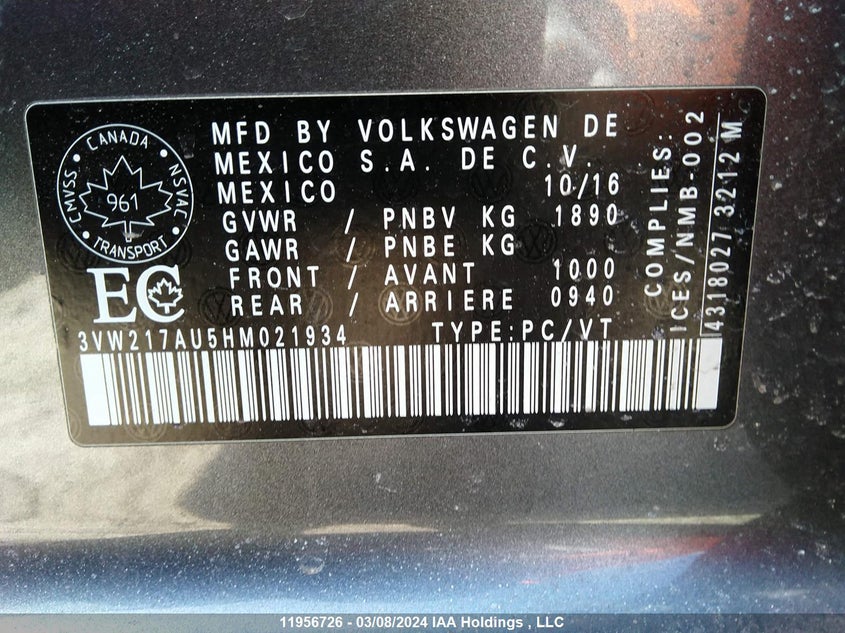 CANADA
CMVSS
NSVAC
961
TRANSPORT
EC
MFD BY VOLKSWAGEN DE
MEXICO S.A. DE C.V.
MEXICO 10/16
GVWR / PNBV KG 1890
GAWR / PNBE KG
FRONT / AVANT 1000
REAR / ARRIERE 0940
3VW217AU5HM021934 TYPE:PC/VT
COMPLIES:
ICES/NMB-002
4318027 3212 M
11956726 - 03/08/2024 IAA Holdings , LLC